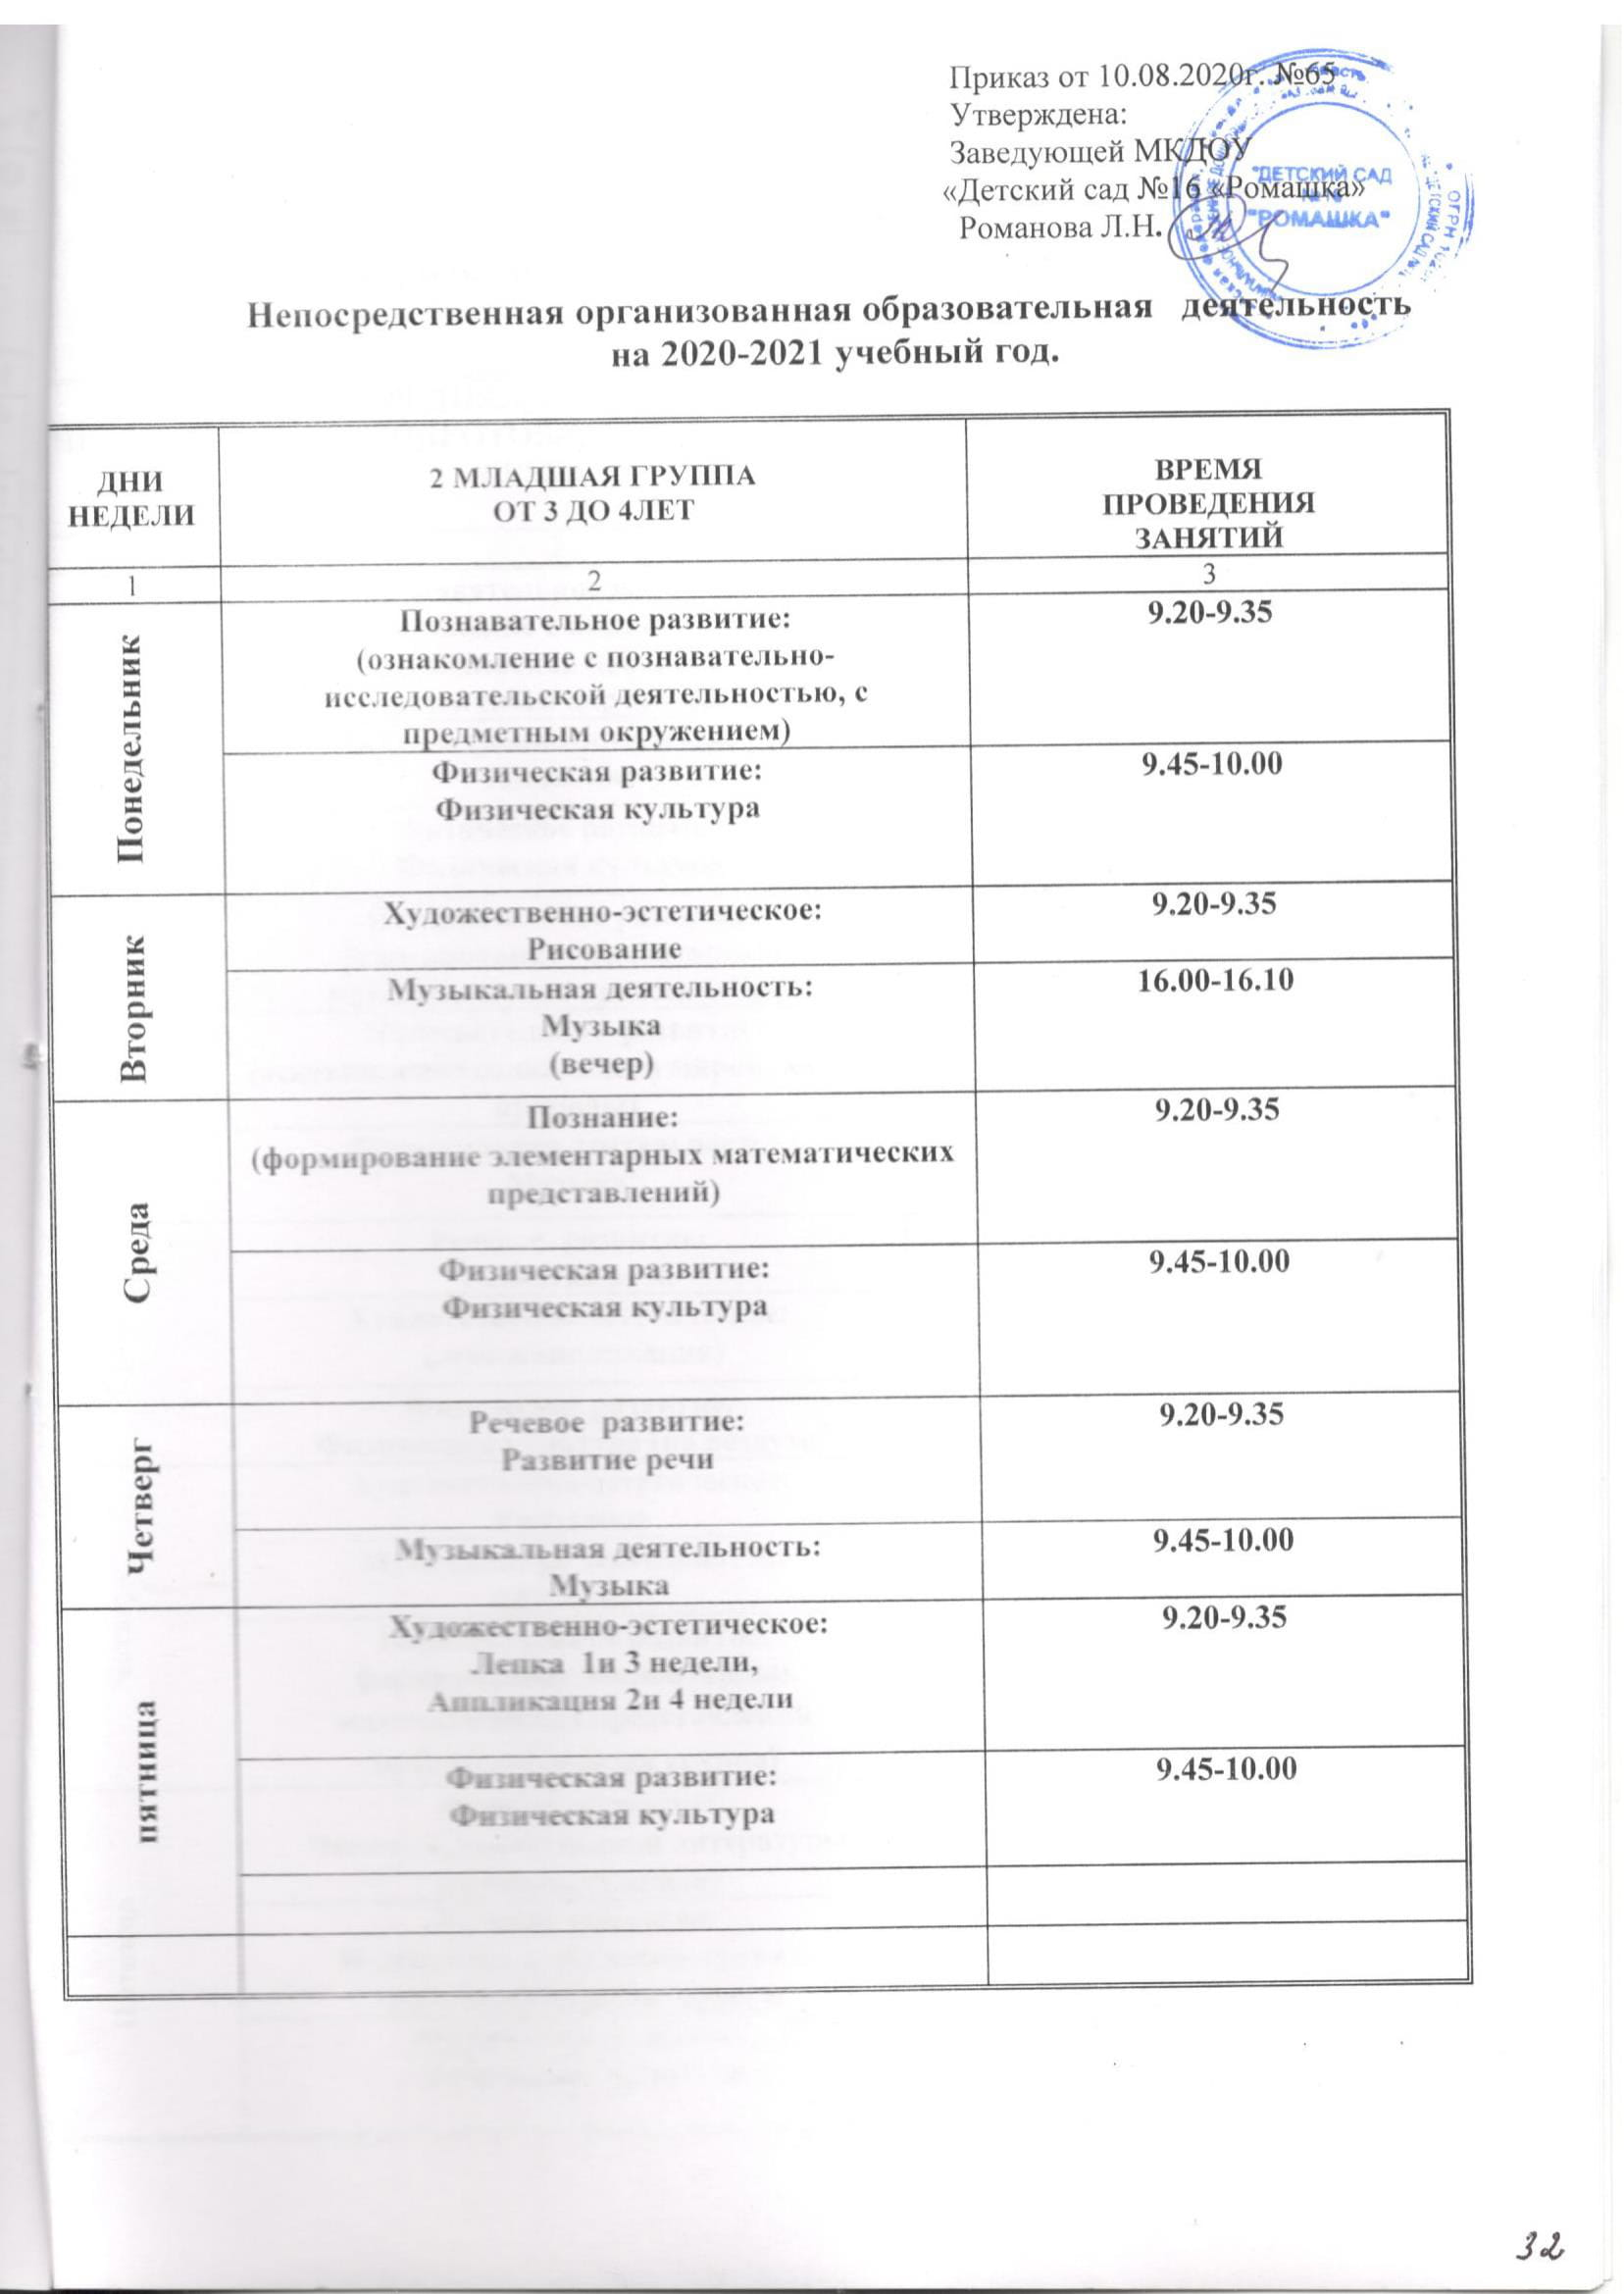 Приказ от 10.08.2020г. №65
Утверждена:
Заведующей МКДОУ
«Детский сад №16 «Ромашка»
Романова Л.Н.
"ДЕТСКИЙ САД
"РОМАШКА"
ОГРН
Непосредственная организованная образовательная деятельность
на 2020-2021 учебный год.
ДНИ
НЕДЕЛИ
2 МЛАДШАЯ ГРУППА
ОТ 3 ДО 4ЛЕТ
ВРЕМЯ
ПРОВЕДЕНИЯ
ЗАНЯТИЙ
1
2
3
Понедельник
Познавательное развитие:
(ознакомление с познавательно-
исследовательской деятельностью, с
предметным окружением)
9.20-9.35
Физическая развитие:
Физическая культура
9.45-10.00
Вторник
Художественно-эстетическое:
Рисование
9.20-9.35
Музыкальная деятельность:
Музыка
(вечер)
16.00-16.10
Среда
Познание:
(формирование элементарных математических
представлений)
9.20-9.35
Физическая развитие:
Физическая культура
9.45-10.00
Четверг
Речевое развитие:
Развитие речи
9.20-9.35
Музыкальная деятельность:
Музыка
9.45-10.00
пятница
Художественно-эстетическое:
Лепка 1и 3 недели,
Аппликация 2и 4 недели
9.20-9.35
Физическая развитие:
Физическая культура
9.45-10.00
32